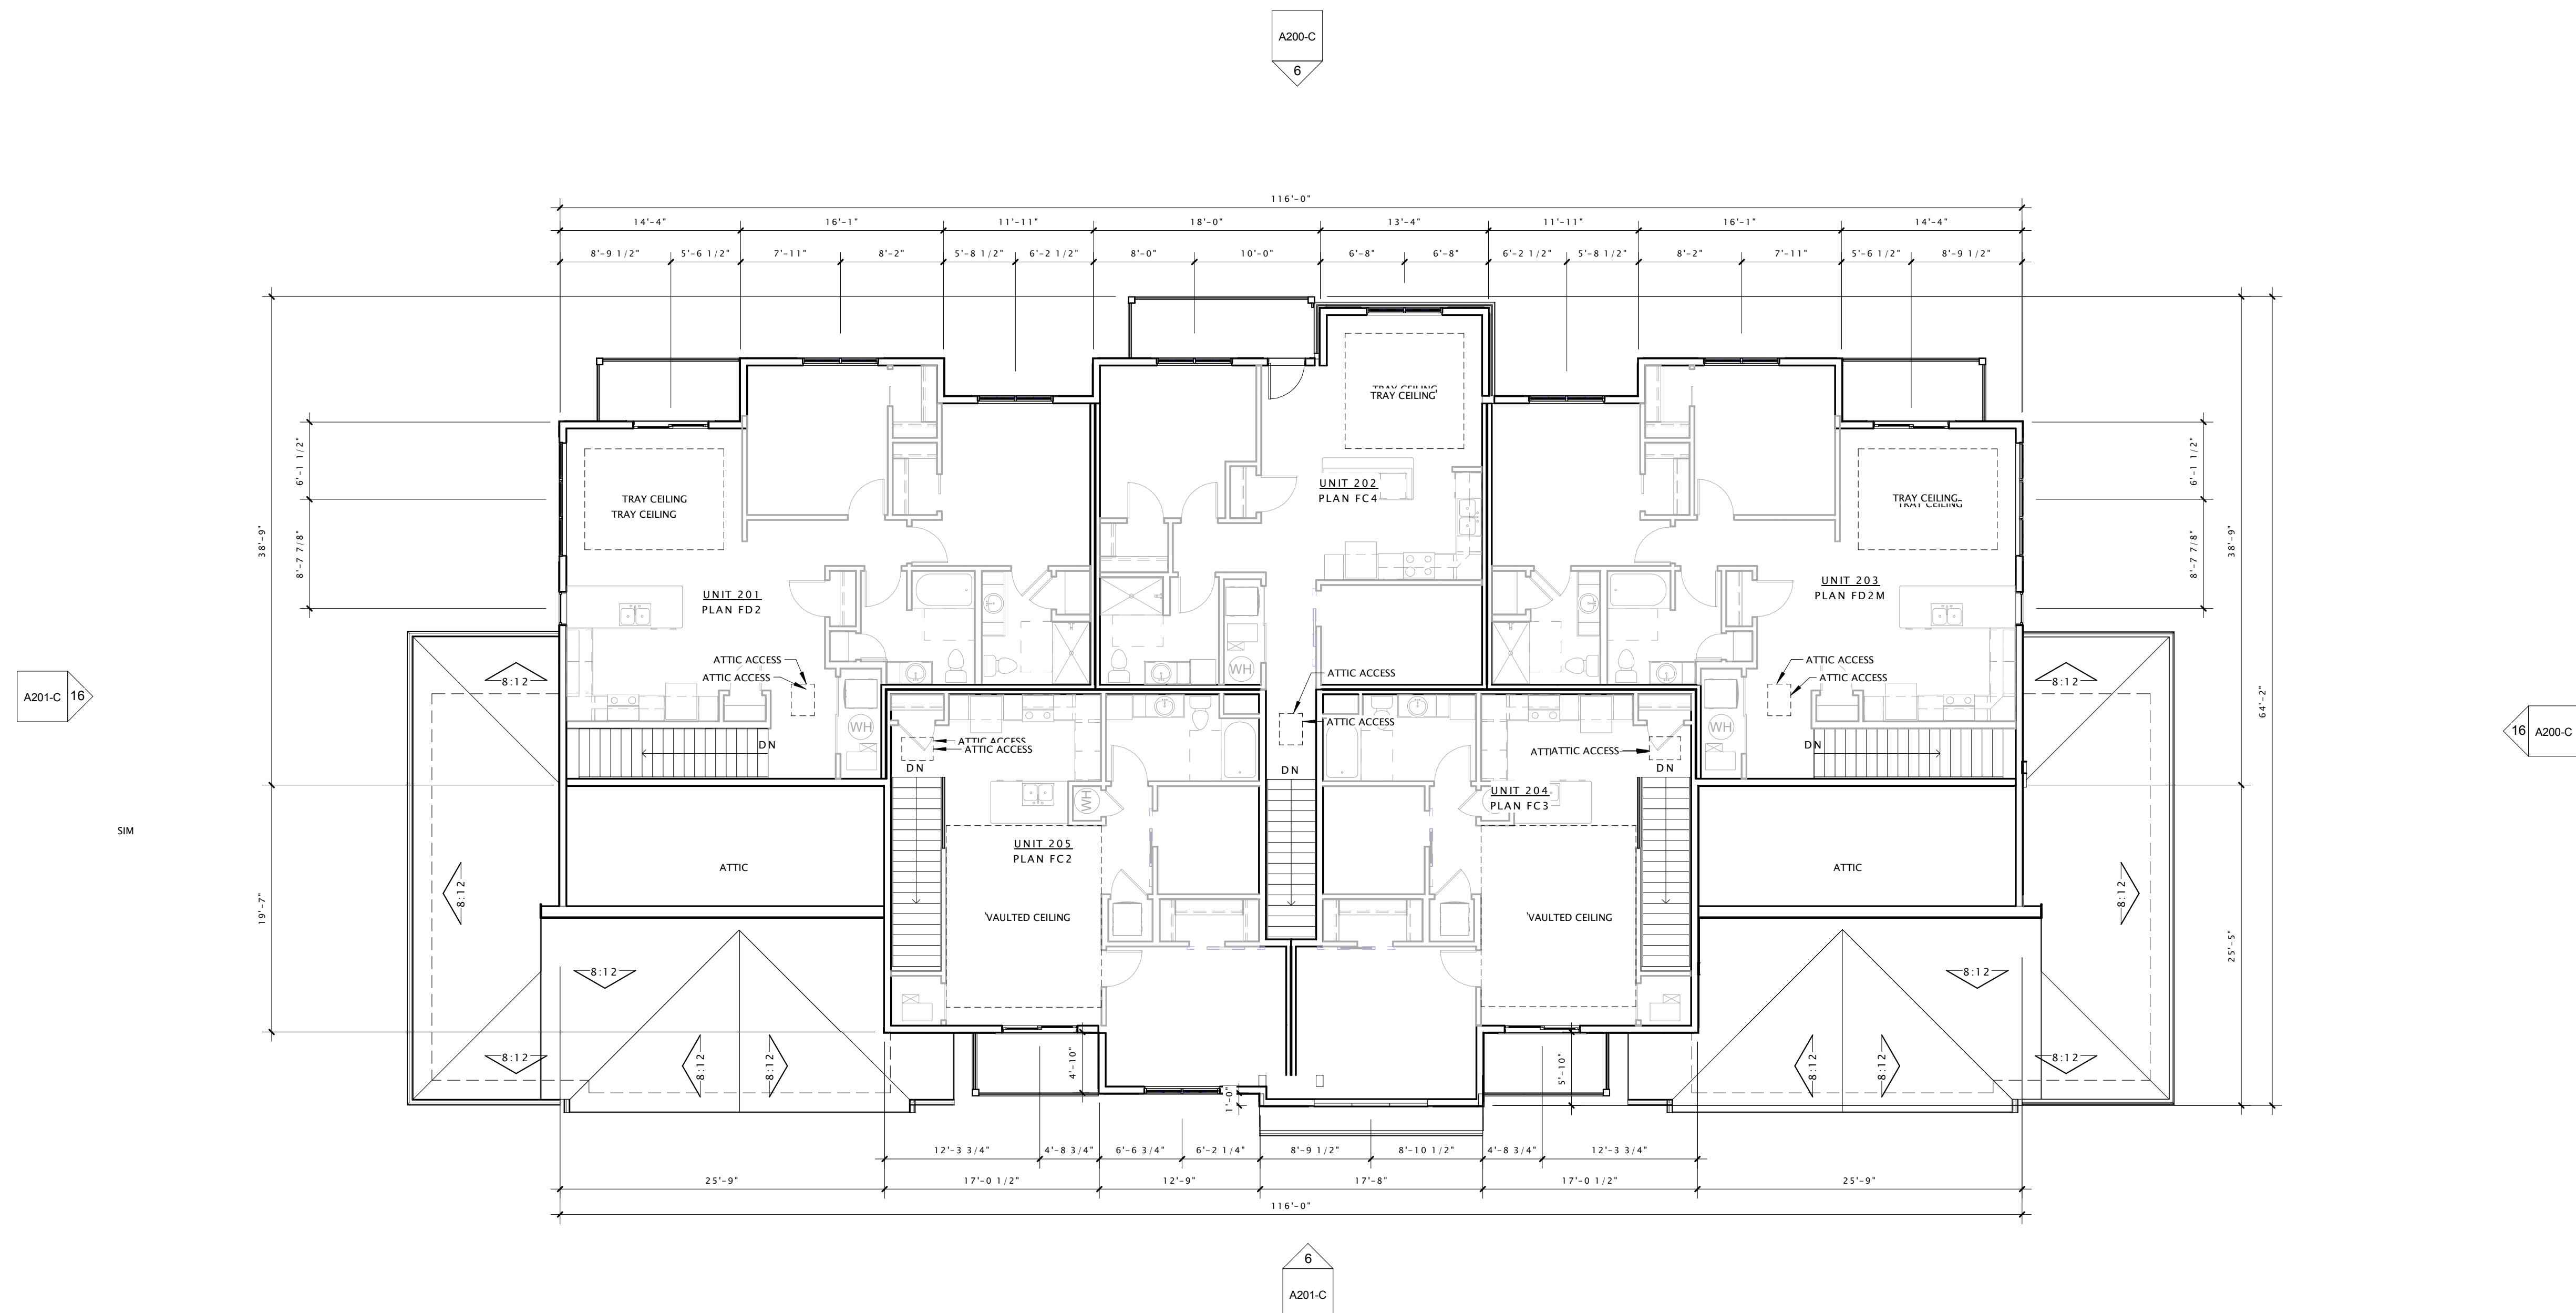 A200-C
6
116'-0"
14'-4"
16'-1"
11'-11"
18'-0"
13'-4"
11'-11"
16'-1"
14'-4"
8'-9 1/2"
5'-6 1/2"
7'-11"
8'-2"
5'-8 1/2"
6'-2 1/2"
8'-0"
10'-0"
6'-8"
6'-8"
6'-2 1/2"
5'-8 1/2"
8'-2"
7'-11"
5'-6 1/2"
8'-9 1/2"
38'-9"
6'-1 1/2"
8'-7 7/8"
19'-7"
6'-1 1/2"
8'-7 7/8"
38'-9"
64'-2"
25'-5"
TRAY CEILING
TRAY CEILING
UNIT 201
PLAN FD2
ATTIC ACCESS
ATTIC ACCESS
WH
DN
ATTIC
TRAY CEILING
TRAY CEILING
UNIT 202
PLAN FC4
WH
ATTIC ACCESS
ATTIC ACCESS
DN
TRAY CEILING
TRAY CEILING
UNIT 203
PLAN FD2M
ATTIC ACCESS
ATTIC ACCESS
WH
DN
ATTIC
ATTIC ACCESS
ATTIC ACCESS
DN
WH
UNIT 205
PLAN FC2
VAULTED CEILING
ATTIC ACCESS
DN
UNIT 204
PLAN FC3
VAULTED CEILING
8:12
8:12
8:12
8:12
8:12
8:12
8:12
8:12
8:12
8:12
8:12
8:12
A201-C
16
SIM
16
A200-C
4'-10"
1'-0"
5'-10"
12'-3 3/4"
4'-8 3/4"
6'-6 3/4"
6'-2 1/4"
8'-9 1/2"
8'-10 1/2"
4'-8 3/4"
12'-3 3/4"
25'-9"
17'-0 1/2"
12'-9"
17'-8"
17'-0 1/2"
25'-9"
116'-0"
6
A201-C